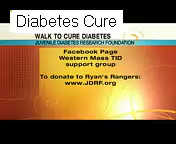 Diabetes Cure
WALK TO CURE DIABETES
JUVENILE DIABETES RESEARCH FOUNDATION
Facebook Page
Western Mass TID
support group
To donate to Ryan's Rangers:
www.JDRF.org